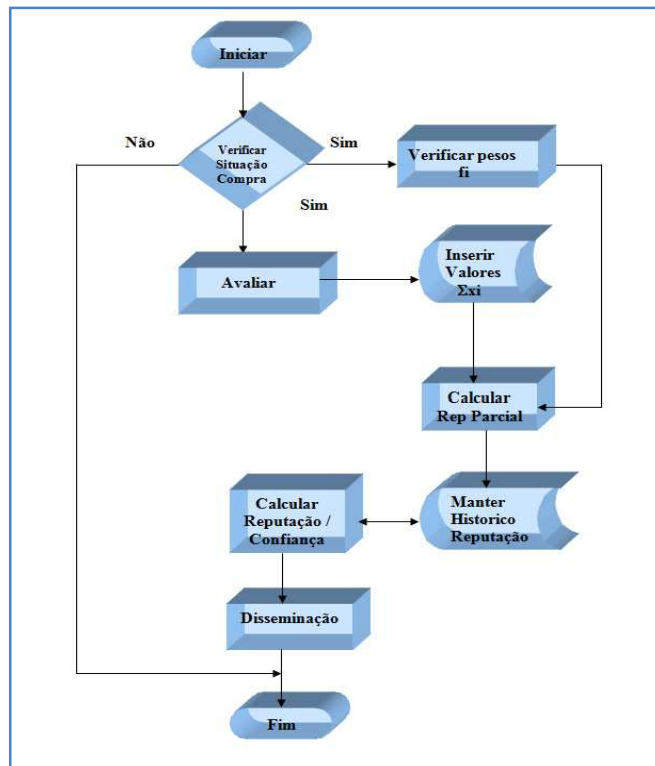 Iniciar
Não
Verificar
Situação
Compra
Sim
Verificar pesos
fi
Sim
Avaliar
Inserir
Valores
Σxi
Calcular
Rep Parcial
Calcular
Reputação /
Confiança
Manter
Historico
Reputação
Disseminação
Fim